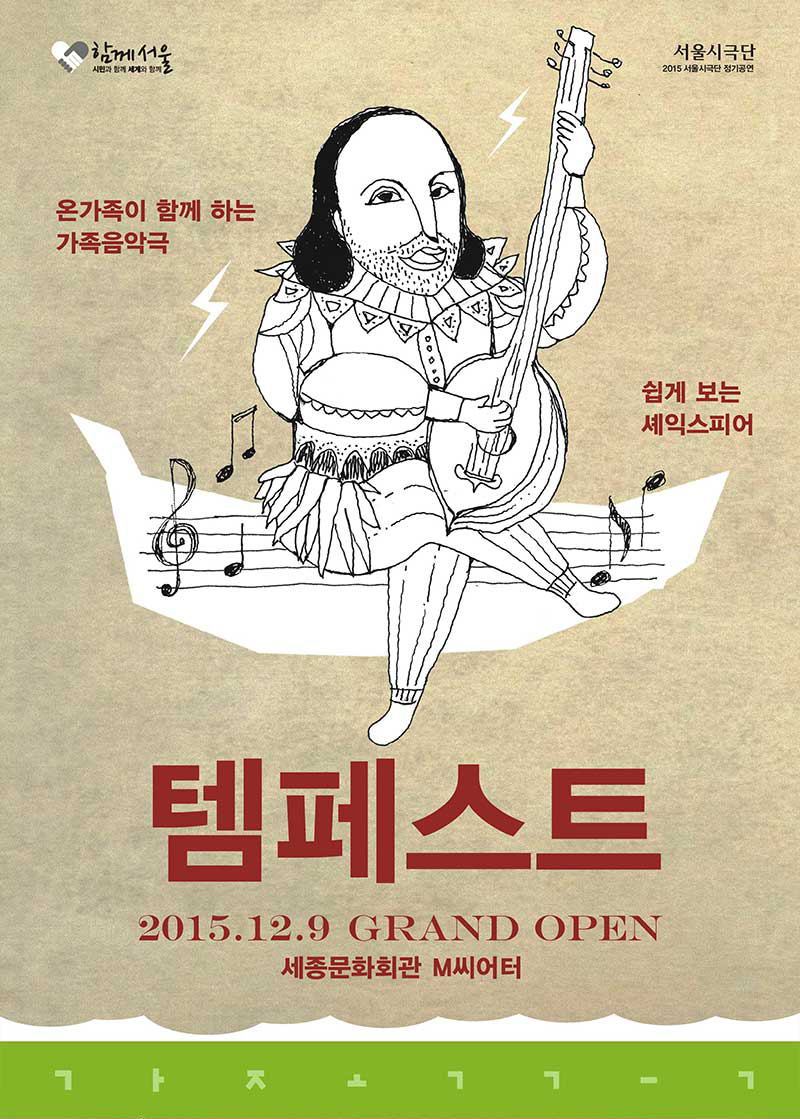 함께서울
시민과 함께 세계와 함께
서울시극단
2015 서울시극단 정기공연
온가족이 함께 하는
가족음악극
쉽게 보는
셰익스피어
템페스트
2015.12.9 GRAND OPEN
세종문화회관 M씨어터
ㄱ ㅏ ㅈ ㅗ ㄱ ㄱ ㅡ ㄱ